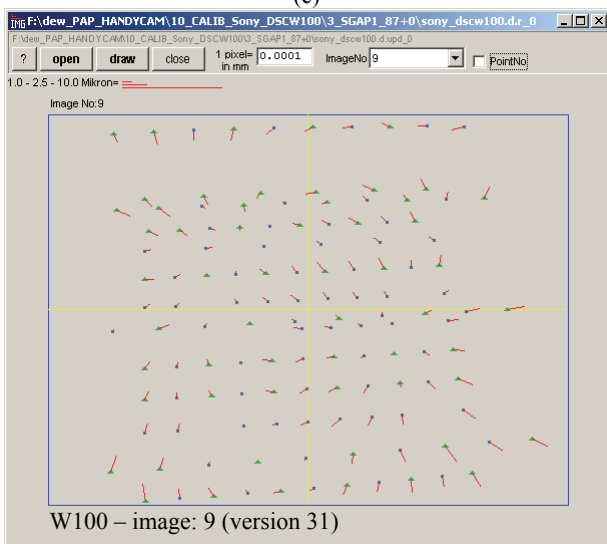 (c)
IMG F:\dew_PAP_HANDYCAM\10_CALIB_Sony_DSCW100\3_SGAP1_87+0\sony_dscw100.d.r_0
F:\dew_PAP_HANDYCAM\10_CALIB_Sony_DSCW100\3_SGAP1_87+0\sony_dscw100.d.upd_0
? open draw close 1 pixel= in mm 0.0001 ImageNo 9 PointNo
1.0 - 2.5 - 10.0 Mikron=
Image No:9
W100 – image: 9 (version 31)